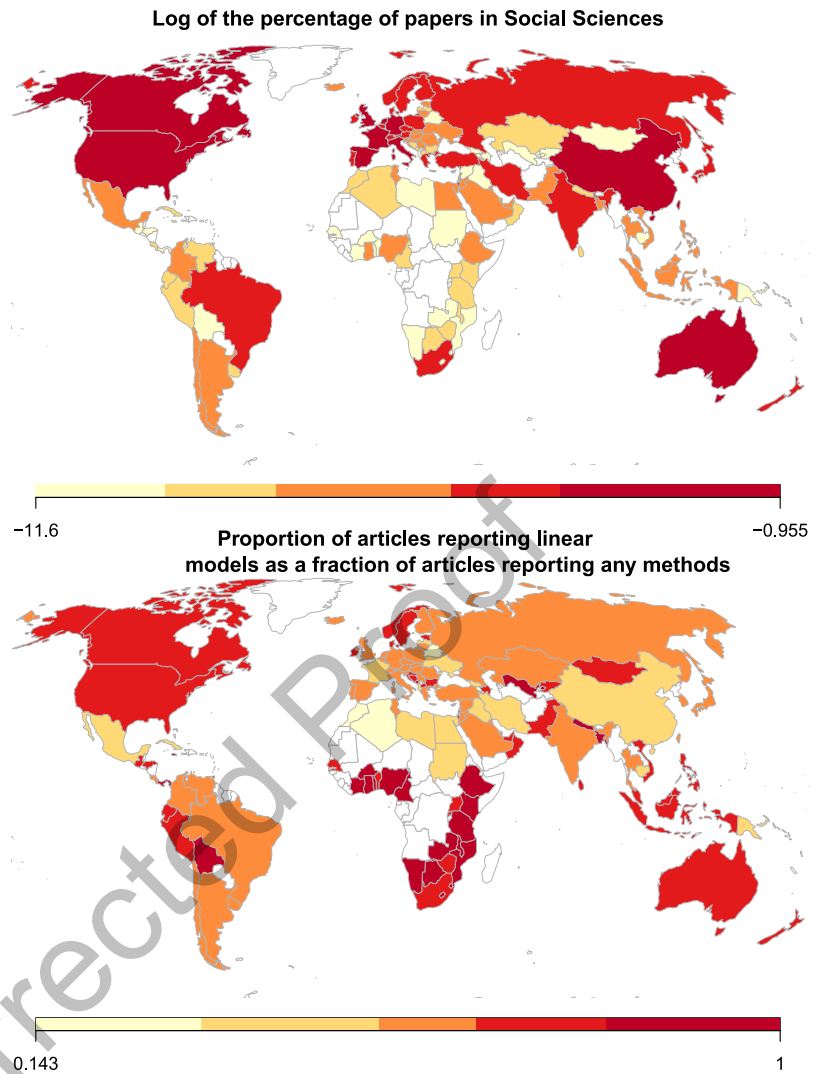 Log of the percentage of papers in Social Sciences
−11.6
−0.955
Proportion of articles reporting linear
models as a fraction of articles reporting any methods
0.143
1
rrected Proof